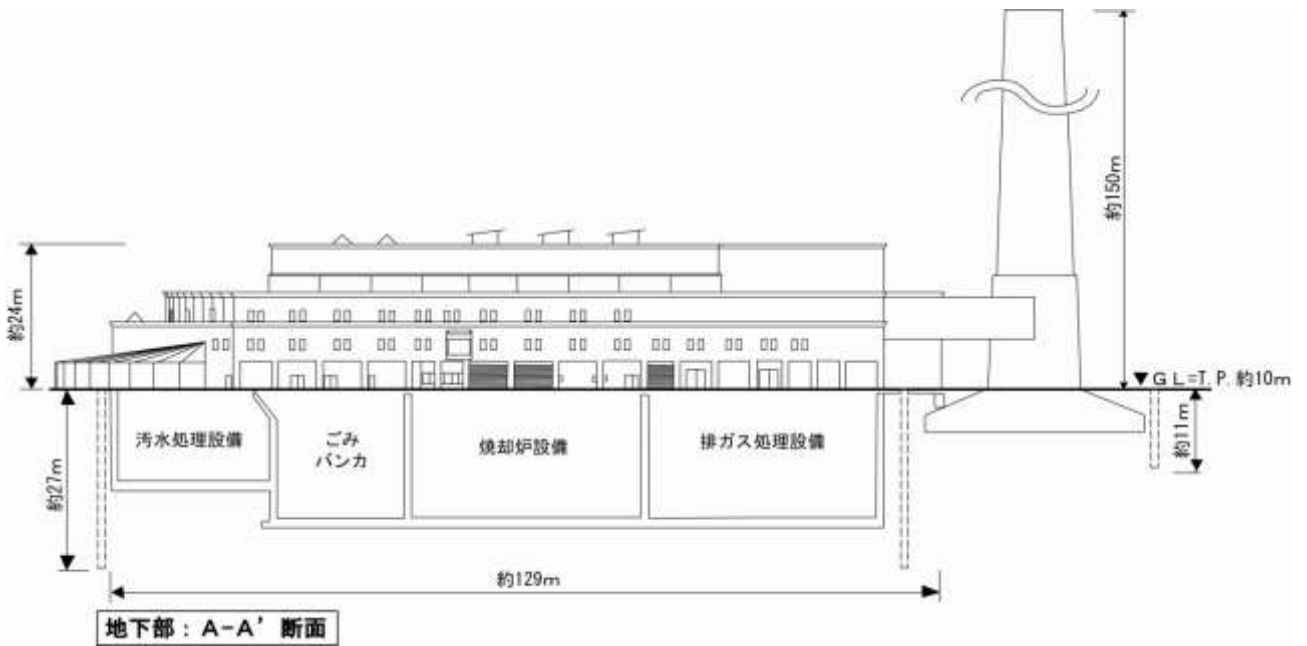 約150m
約24m
▼GL=T.P.約10m
汚水処理設備
ごみ
バンカ
焼却炉設備
排ガス処理設備
約11m
約27m
約129m
地下部：A-A’断面